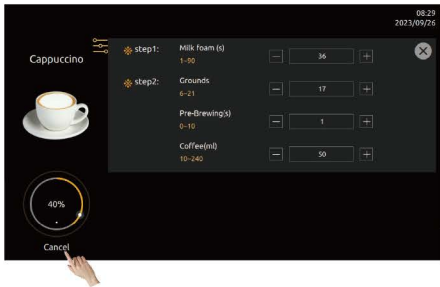 08:29
2023/09/26
Cappuccino
step1:
Milk foam (s)
1~90
36
step2:
Grounds
6~21
17
Pre-Brewing(s)
0~10
1
Coffee(ml)
10~240
50
40%
Cancel